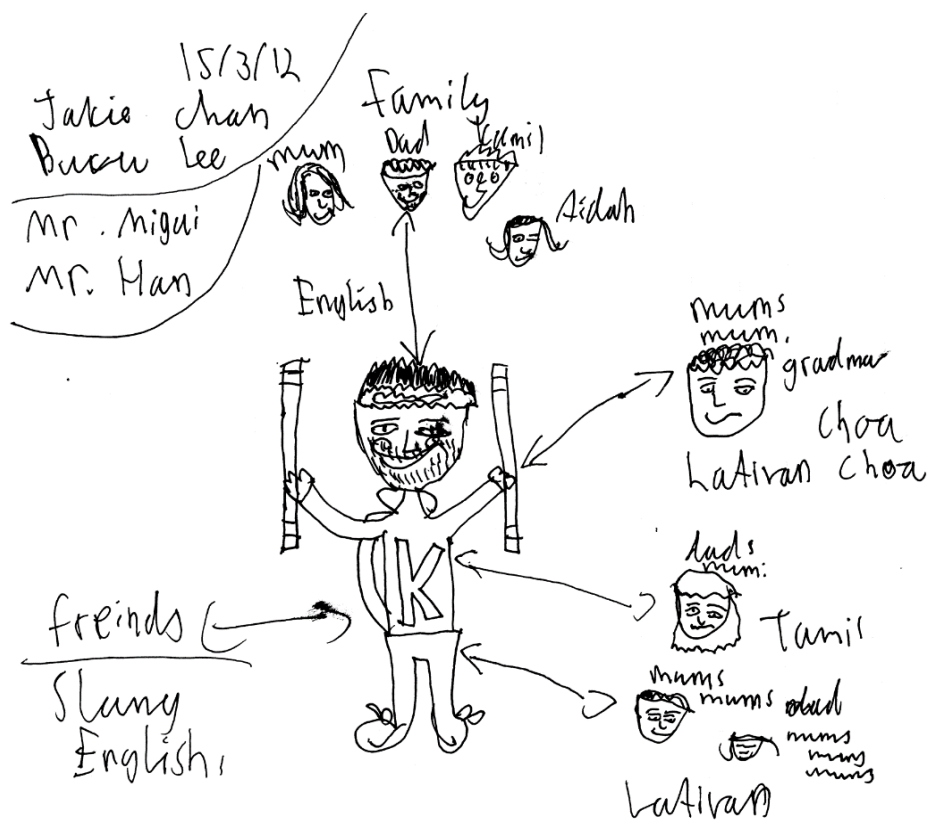 15/3/12
Jakie Chan
Lee
Mr. Migui
Mr. Han
Family
mum
Dad
Aidah
English
mums
mum.
gradma
Choa
Lativan Choa
dads
mum.
Tamil
mums
mums dad
mums
mums
mums
Lativan
freinds
Slang
English.
K